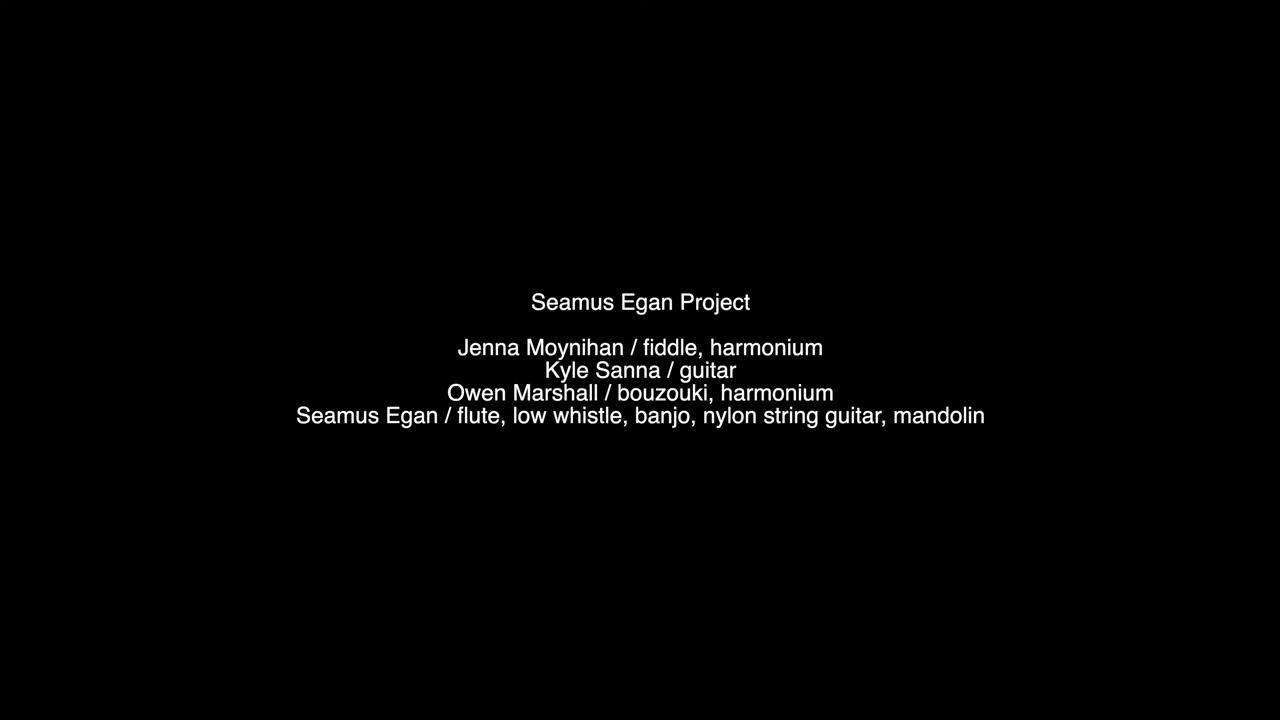 Seamus Egan Project
Jenna Moynihan / fiddle, harmonium
Kyle Sanna / guitar
Owen Marshall / bouzouki, harmonium
Seamus Egan / flute, low whistle, banjo, nylon string guitar, mandolin